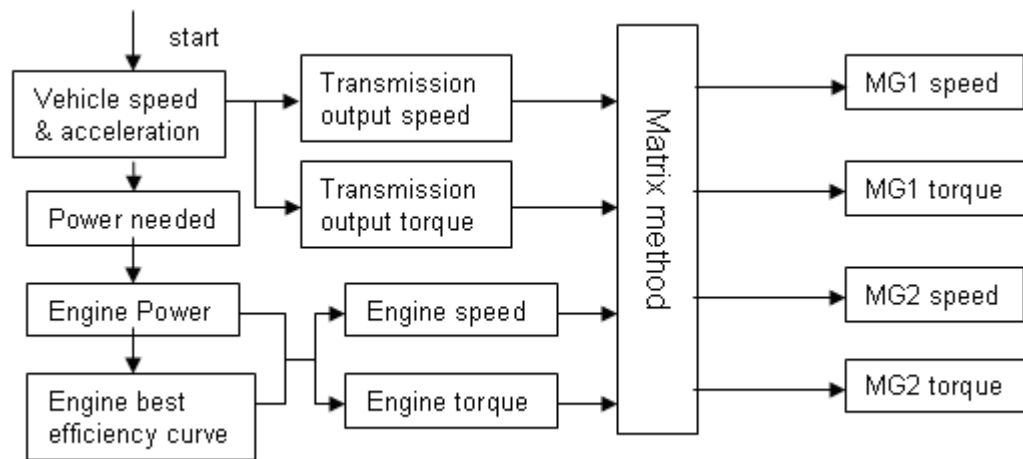 start
Vehicle speed
& acceleration
Power needed
Engine Power
Engine best
efficiency curve
Transmission
output speed
Transmission
output torque
Engine speed
Engine torque
Matrix method
MG1 speed
MG1 torque
MG2 speed
MG2 torque